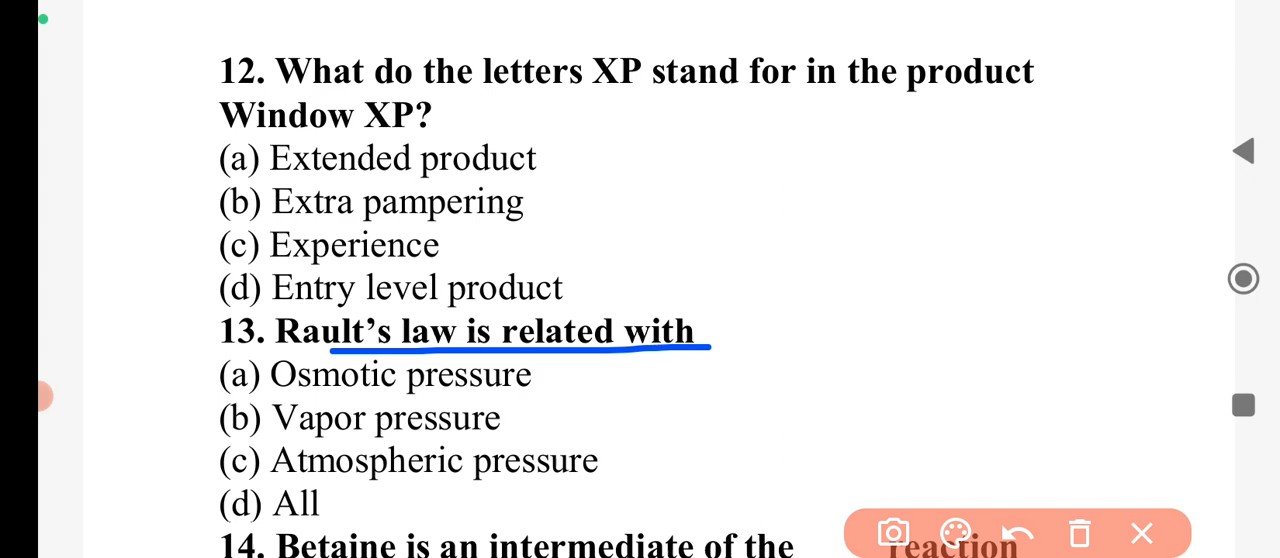 12. What do the letters XP stand for in the product
Window XP?
(a) Extended product
(b) Extra pampering
(c) Experience
(d) Entry level product
13. Rault’s law is related with
(a) Osmotic pressure
(b) Vapor pressure
(c) Atmospheric pressure
(d) All
14. Betaine is an intermediate of the reaction